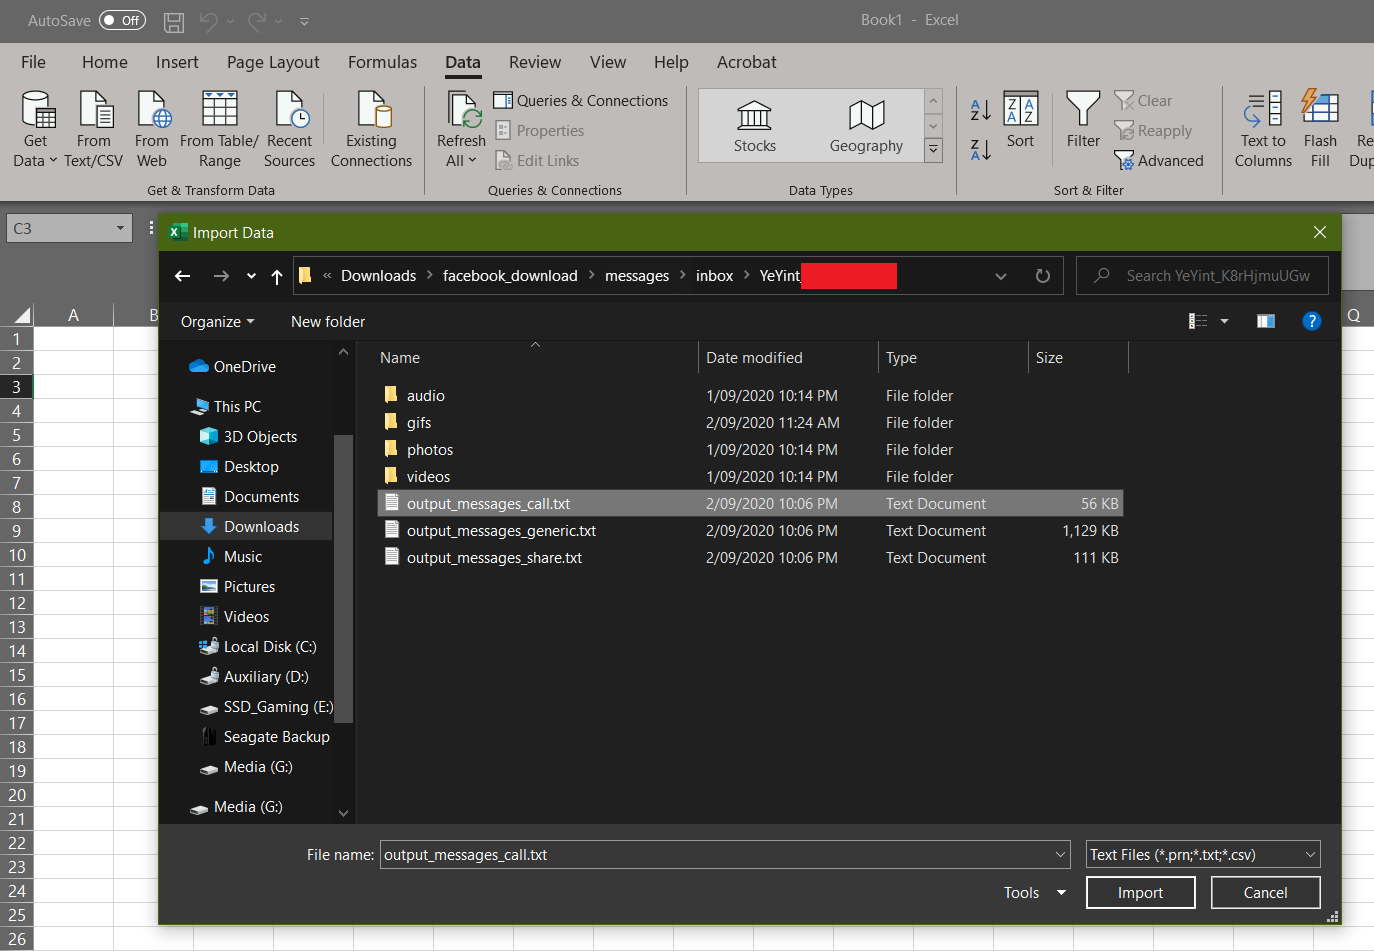 AutoSave Off
Book1 - Excel
File Home Insert Page Layout Formulas Data Review View Help Acrobat
Get Data
From Text/CSV
From Web
From Table/ Range
Recent Sources
Existing Connections
Get & Transform Data
Refresh All
Queries & Connections
Properties
Edit Links
Queries & Connections
Stocks
Geography
Data Types
Sort
Filter
Clear
Reapply
Advanced
Sort & Filter
Text to Columns
Flash Fill
C3
Import Data
« Downloads > facebook_download > messages > inbox > YeYint
Search YeYint_K8rHjmuUGw
Organize
New folder
A B Q
1
2
3
4
5
6
7
8
9
10
11
12
13
14
15
16
17
18
19
20
21
22
23
24
25
26
OneDrive
This PC
3D Objects
Desktop
Documents
Downloads
Music
Pictures
Videos
Local Disk (C:)
Auxiliary (D:)
SSD_Gaming (E:)
Seagate Backup
Media (G:)
Media (G:)
Name Date modified Type Size
audio 1/09/2020 10:14 PM File folder
gifs 2/09/2020 11:24 AM File folder
photos 1/09/2020 10:14 PM File folder
videos 1/09/2020 10:14 PM File folder
output_messages_call.txt 2/09/2020 10:06 PM Text Document 56 KB
output_messages_generic.txt 2/09/2020 10:06 PM Text Document 1,129 KB
output_messages_share.txt 2/09/2020 10:06 PM Text Document 111 KB
File name: output_messages_call.txt
Text Files (*.prn;*.txt;*.csv)
Tools Import Cancel